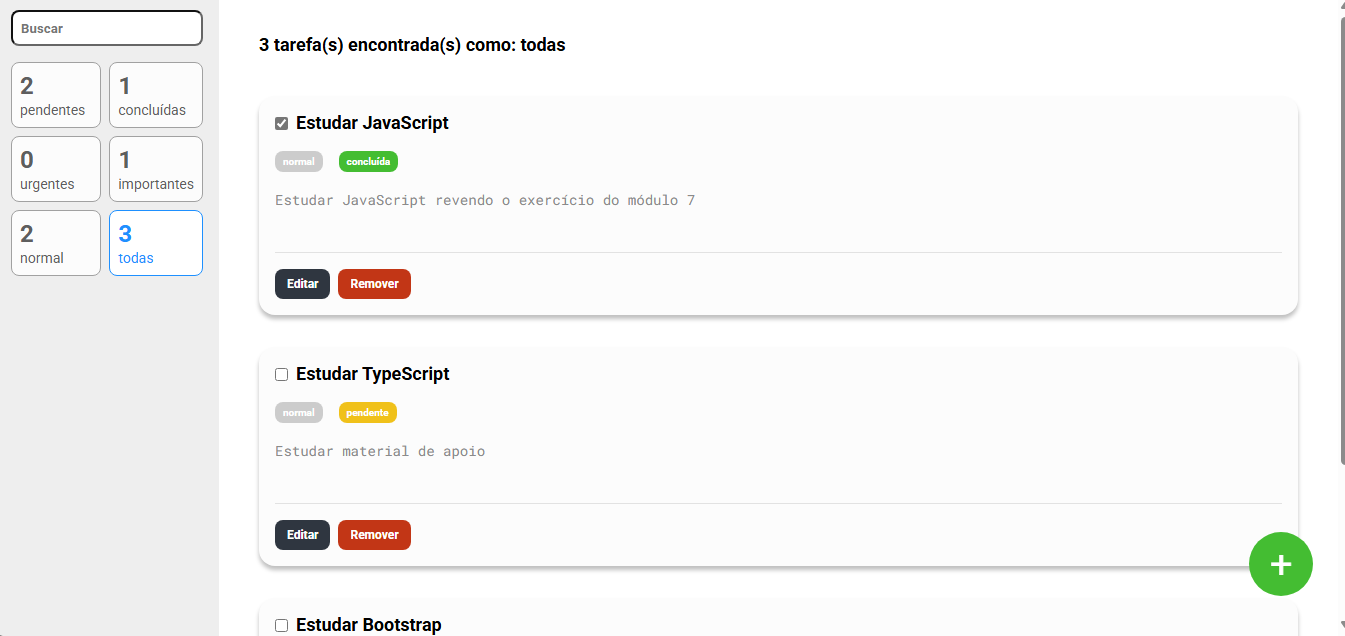 Buscar
2
pendentes
1
concluídas
0
urgentes
1
importantes
2
normal
3
todas
3 tarefa(s) encontrada(s) como: todas
Estudar JavaScript
normal concluída
Estudar JavaScript revendo o exercício do módulo 7
Editar Remover
Estudar TypeScript
normal pendente
Estudar material de apoio
Editar Remover
+
Estudar Bootstrap